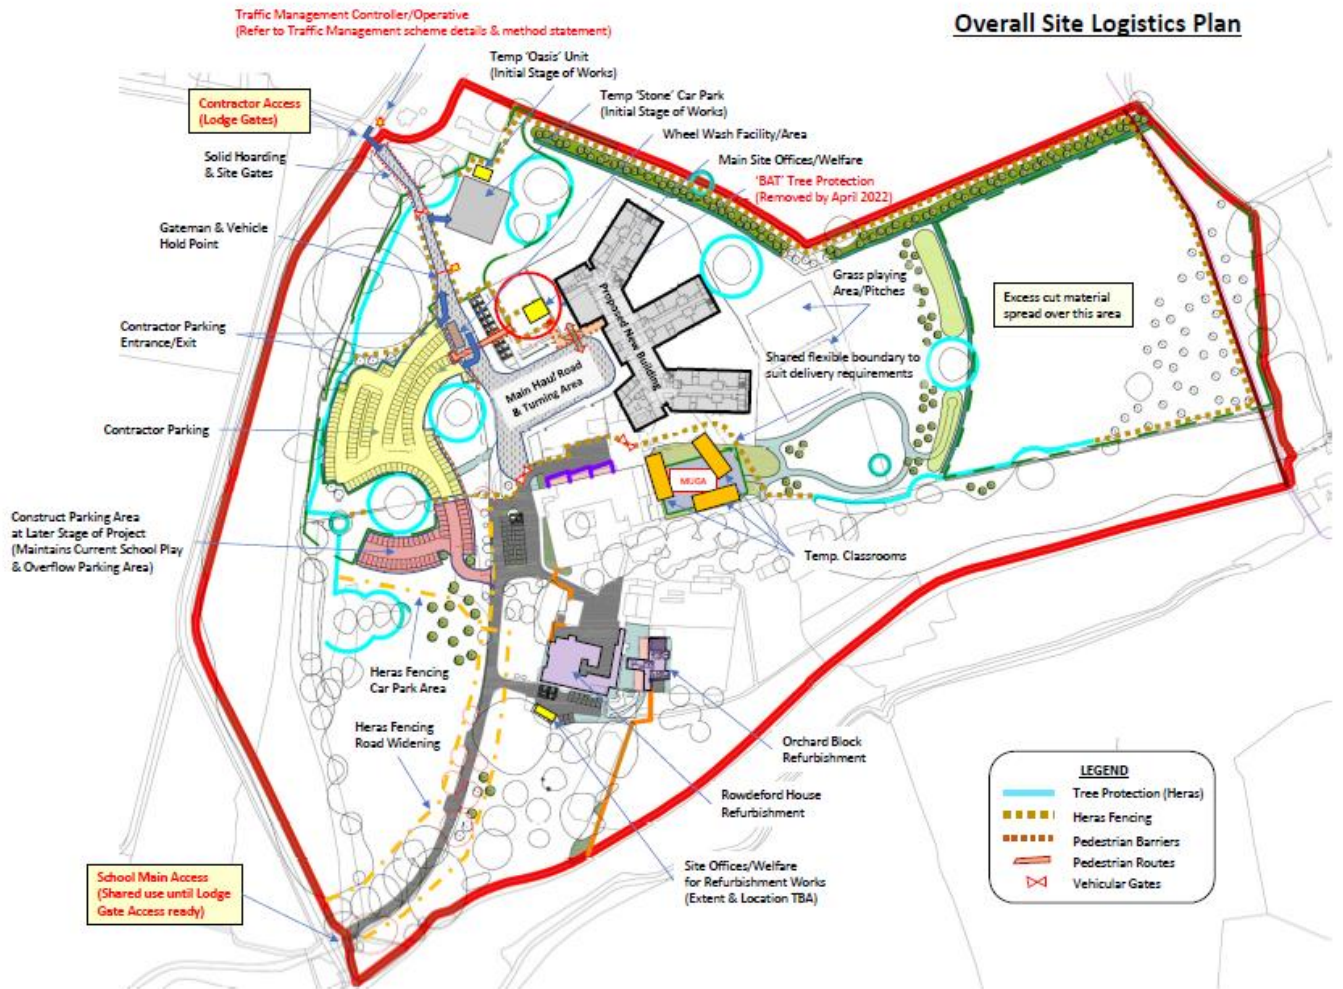 Overall Site Logistics Plan
Traffic Management Controller/Operative
(Refer to Traffic Management scheme details & method statement)
Temp 'Oasis' Unit
(Initial Stage of Works)
Temp 'Stone' Car Park
(Initial Stage of Works)
Contractor Access
(Lodge Gates)
Wheel Wash Facility/Area
Solid Hoarding
& Site Gates
Main Site Offices/Welfare
'BAT' Tree Protection
(Removed by April 2022)
Gateman & Vehicle
Hold Point
Grass playing
Area/Pitches
Proposed New Building
Excess cut material
spread over this area
Contractor Parking
Entrance/Exit
Shared flexible boundary to
suit delivery requirements
Main Haul Road
& Turning Area
Contractor Parking
MUGA
Construct Parking Area
at Later Stage of Project
(Maintains Current School Play
& Overflow Parking Area)
Temp. Classrooms
Heras Fencing
Car Park Area
Heras Fencing
Road Widening
Orchard Block
Refurbishment
Rowdeford House
Refurbishment
Site Offices/Welfare
for Refurbishment Works
(Extent & Location TBA)
School Main Access
(Shared use until Lodge
Gate Access ready)
LEGEND
Tree Protection (Heras)
Heras Fencing
Pedestrian Barriers
Pedestrian Routes
Vehicular Gates